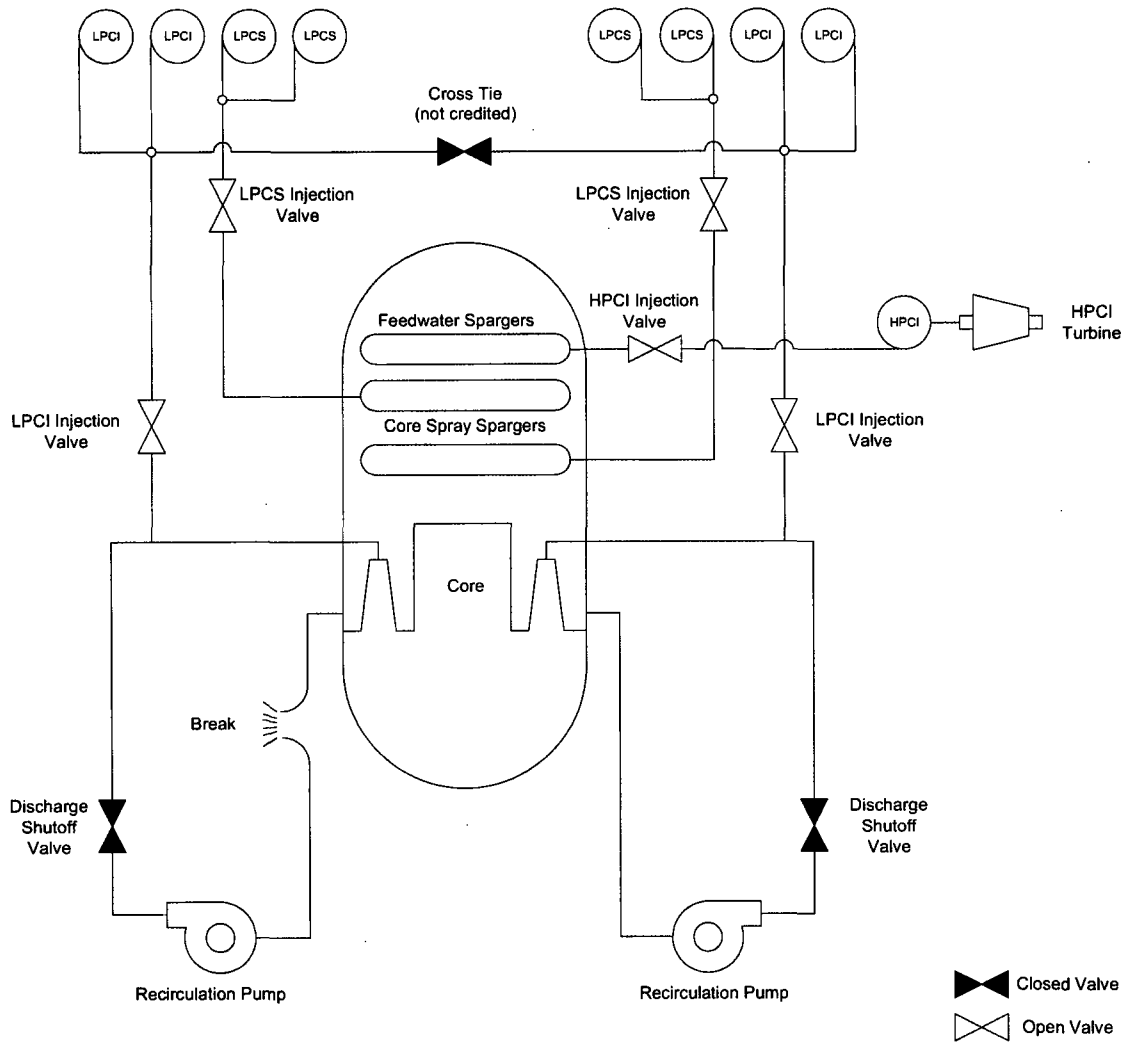 LPCI
LPCI
LPCS
LPCS
LPCS
LPCS
LPCI
LPCI
Cross Tie
(not credited)
LPCS Injection
Valve
LPCS Injection
Valve
HPCI Injection
Valve
HPCI
HPCI
Turbine
Feedwater Spargers
Core Spray Spargers
LPCI Injection
Valve
LPCI Injection
Valve
Core
Break
Discharge
Shutoff
Valve
Discharge
Shutoff
Valve
Recirculation Pump
Recirculation Pump
Closed Valve
Open Valve